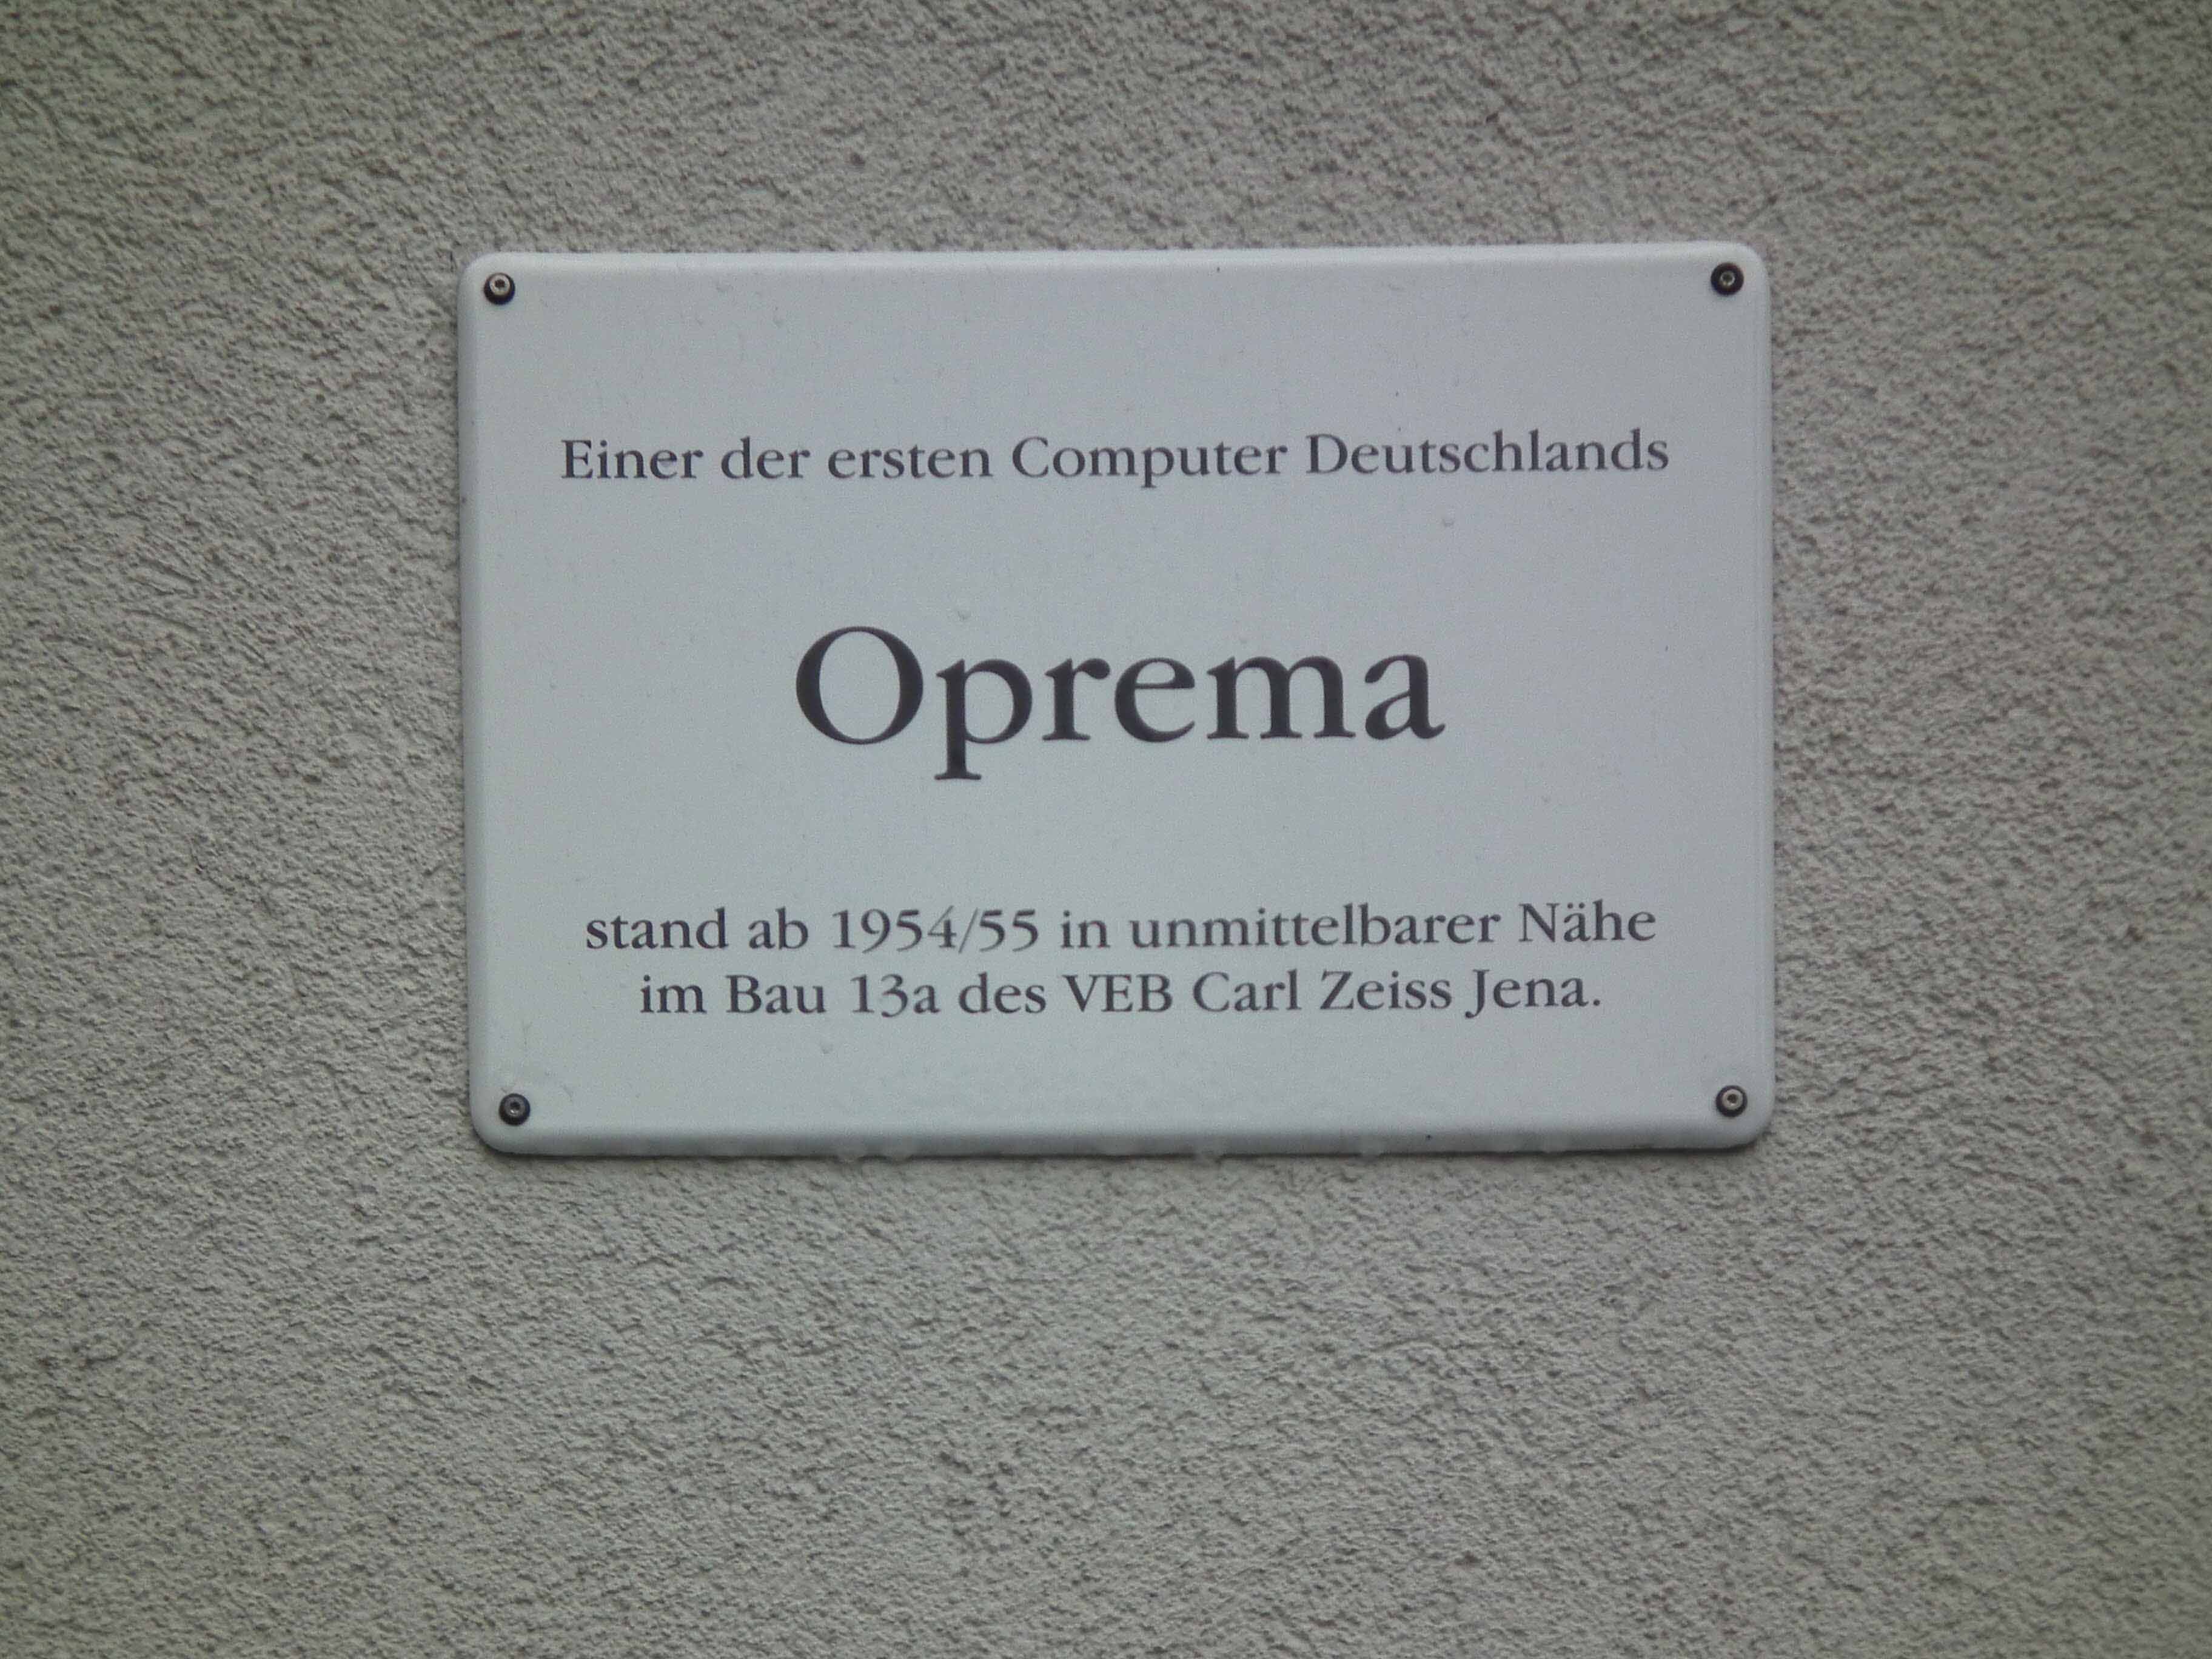 Einer der ersten Computer Deutschlands
Oprema
stand ab 1954/55 in unmittelbarer Nähe
im Bau 13a des VEB Carl Zeiss Jena.